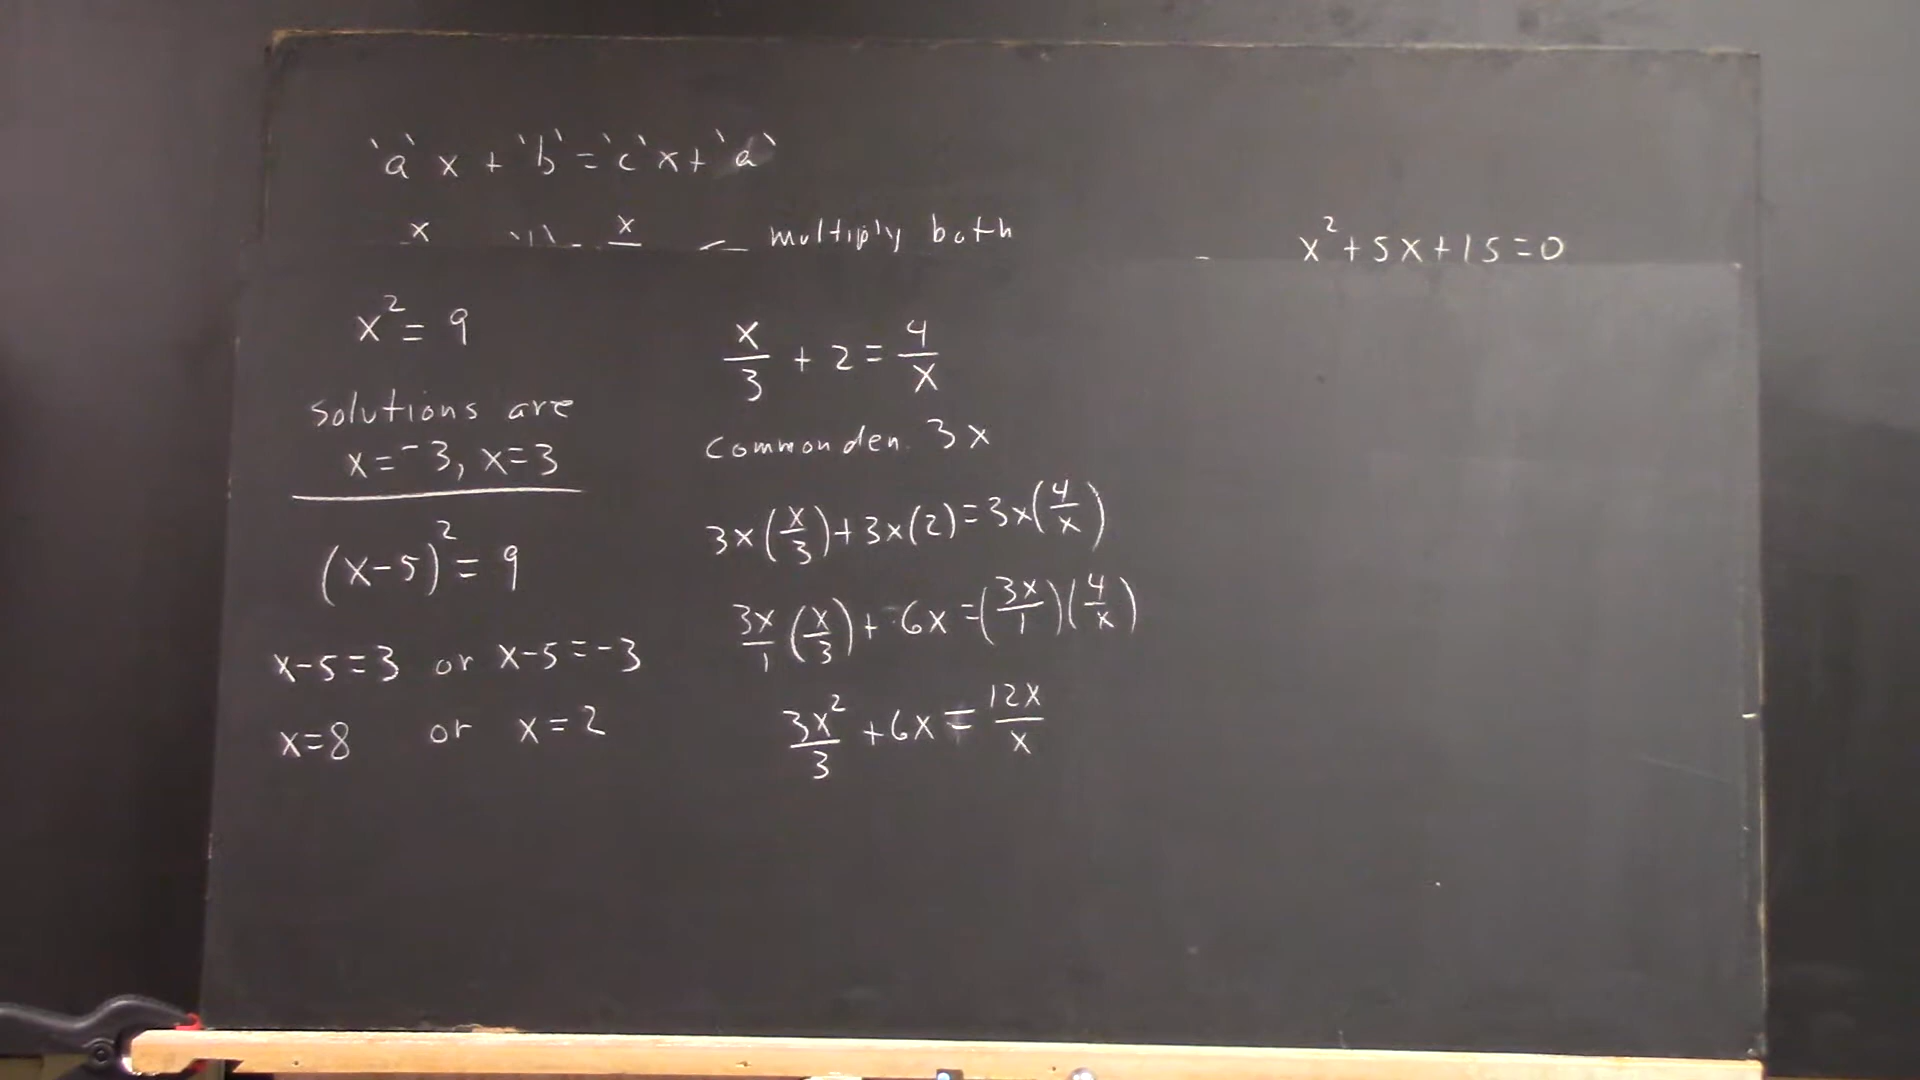 'a' x + 'b' = 'c' x + 'a'
multiply both
x² = 9
solutions are
x = ⁻3, x = 3
(x-5)² = 9
x-5=3 or x-5=-3
x=8 or x=2
x/3 + 2 = 4/x
common den. 3x
3x(x/3) + 3x(2) = 3x(4/x)
3x/1 (x/3) + 6x = (3x/1)(4/x)
3x²/3 + 6x = 12x/x
x²+5x+15=0